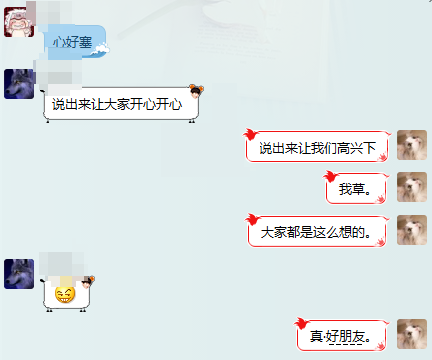 心好塞
说出来让大家开心开心
说出来让我们高兴下
我草。
大家都是这么想的。
真·好朋友。